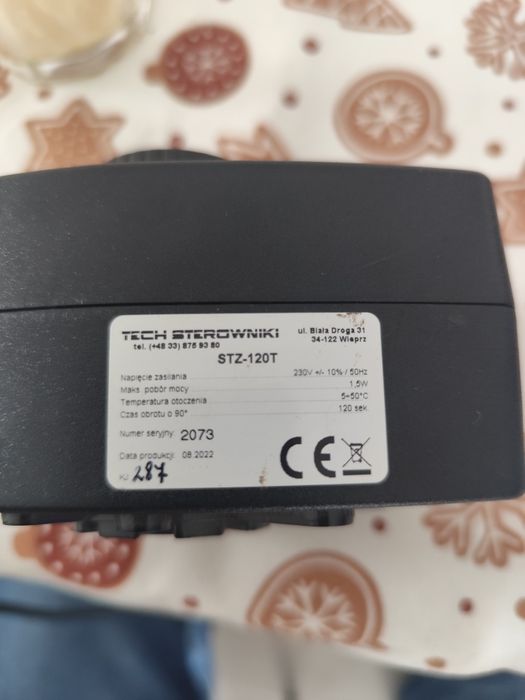 TECH STEROWNIKI
ul. Biała Droga 31
34-122 Wieprz
tel. (+48 33) 875 93 80
STZ-120T
Napięcie zasilania 230V +/- 10% / 50Hz
Maks. pobór mocy 1,5W
Temperatura otoczenia 5÷50°C
Czas obrotu o 90° 120 sek.
Numer seryjny: 2073
Data produkcji: 08.2022
KJ: 287
CE